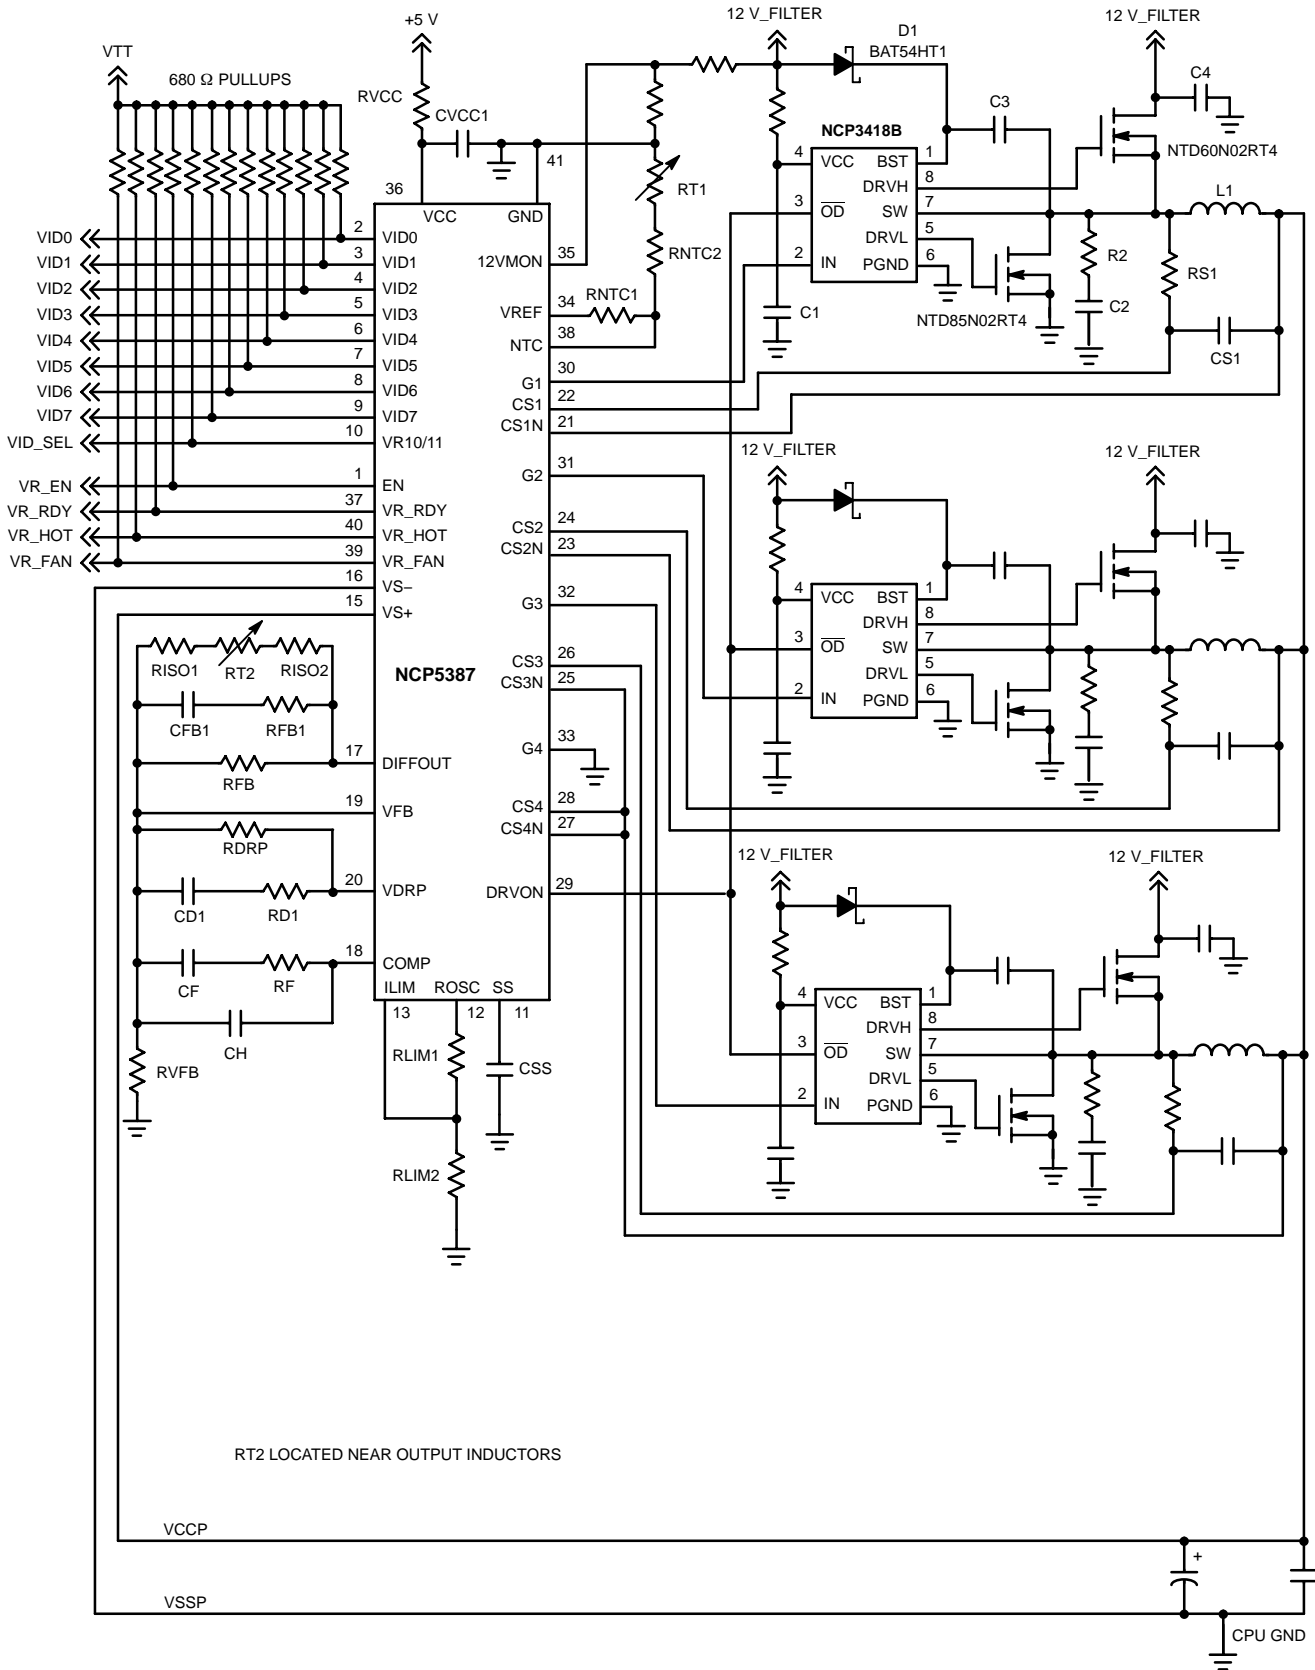 +5 V
12 V_FILTER
D1
BAT54HT1
12 V_FILTER
VTT
680 Ω PULLUPS
RVCC
CVCC1
C3
C4
NCP3418B
NTD60N02RT4
36
41
VCC
GND
RT1
4
VCC
BST
1
DRVH
8
3
OD
SW
7
L1
DRVL
5
2
IN
PGND
6
R2
RS1
C1
NTD85N02RT4
C2
CS1
VID0
2
VID0
VID1
3
VID1
VID2
4
VID2
VID3
5
VID3
VID4
6
VID4
VID5
7
VID5
VID6
8
VID6
VID7
9
VID7
VID_SEL
10
VR10/11
VR_EN
1
EN
VR_RDY
37
VR_RDY
VR_HOT
40
VR_HOT
VR_FAN
39
VR_FAN
16
VS–
15
VS+
12VMON
35
RNTC2
RNTC1
VREF
34
NTC
38
G1
30
CS1
22
CS1N
21
G2
31
CS2
24
CS2N
23
G3
32
CS3
26
CS3N
25
G4
33
CS4
28
CS4N
27
DRVON
29
NCP5387
RISO1
RT2
RISO2
CFB1
RFB1
17
DIFFOUT
RFB
19
VFB
RDRP
20
VDRP
CD1
RD1
18
COMP
CF
RF
CH
RVFB
ILIM
ROSC
SS
13
12
11
RLIM1
CSS
RLIM2
12 V_FILTER
12 V_FILTER
4
VCC
BST
1
DRVH
8
3
OD
SW
7
DRVL
5
2
IN
PGND
6
12 V_FILTER
12 V_FILTER
4
VCC
BST
1
DRVH
8
3
OD
SW
7
DRVL
5
2
IN
PGND
6
RT2 LOCATED NEAR OUTPUT INDUCTORS
VCCP
+
VSSP
CPU GND